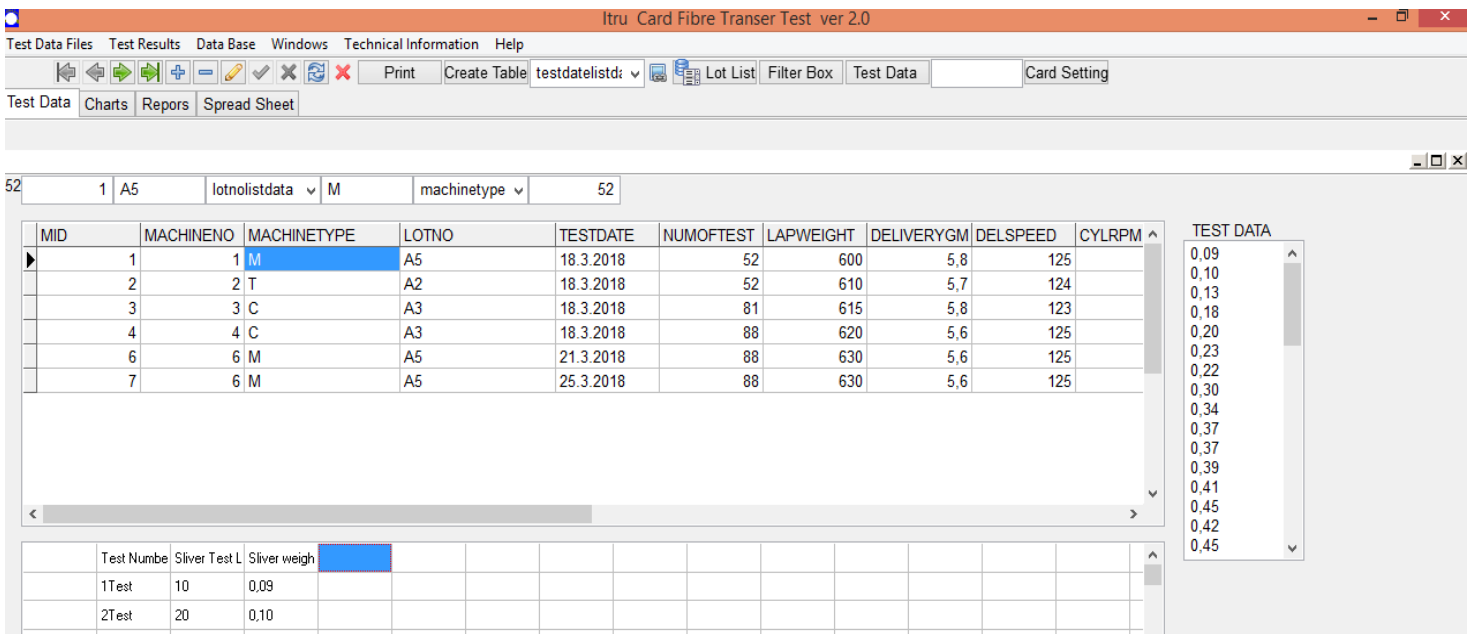 Itru Card Fibre Transer Test ver 2.0
Test Data Files Test Results Data Base Windows Technical Information Help
Print Create Table testdatelistda Lot List Filter Box Test Data Card Setting
Test Data Charts Repors Spread Sheet
52 1 A5 lotnolistdata M machinetype 52
MID MACHINENO MACHINETYPE LOTNO TESTDATE NUMOFTEST LAPWEIGHT DELIVERYGM DELSPEED CYLRPM
1 1 M A5 18.3.2018 52 600 5,8 125
2 2 T A2 18.3.2018 52 610 5,7 124
3 3 C A3 18.3.2018 81 615 5,8 123
4 4 C A3 18.3.2018 88 620 5,6 125
6 6 M A5 21.3.2018 88 630 5,6 125
7 6 M A5 25.3.2018 88 630 5,6 125
TEST DATA
0,09
0,10
0,13
0,18
0,20
0,23
0,22
0,30
0,34
0,37
0,37
0,39
0,41
0,45
0,42
0,45
Test Numbe Sliver Test L Sliver weigh
1Test 10 0,09
2Test 20 0,10